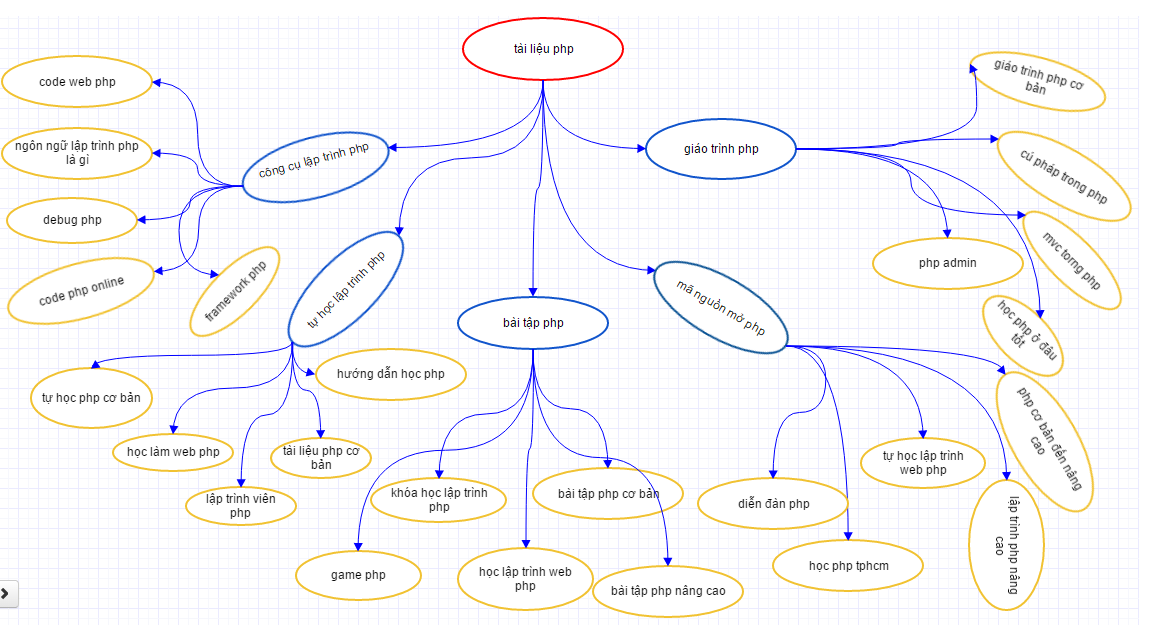 tài liệu php
công cụ lập trình php
giáo trình php
tự học lập trình php
bài tập php
mã nguồn mở php
code web php
ngôn ngữ lập trình php
là gì
debug php
code php online
framework php
giáo trình php cơ
bản
cú pháp trong php
mvc torng php
php admin
học php ở đâu
tốt
tự học php cơ bản
học làm web php
lập trình viên
php
tài liệu php cơ
bản
hướng dẫn học php
khóa học lập trình
php
game php
học lập trình web
php
bài tập php cơ bản
bài tập php nâng cao
diễn đàn php
học php tphcm
tự học lập trình
web php
lập trình php nâng
cao
php cơ bản đến nâng
cao